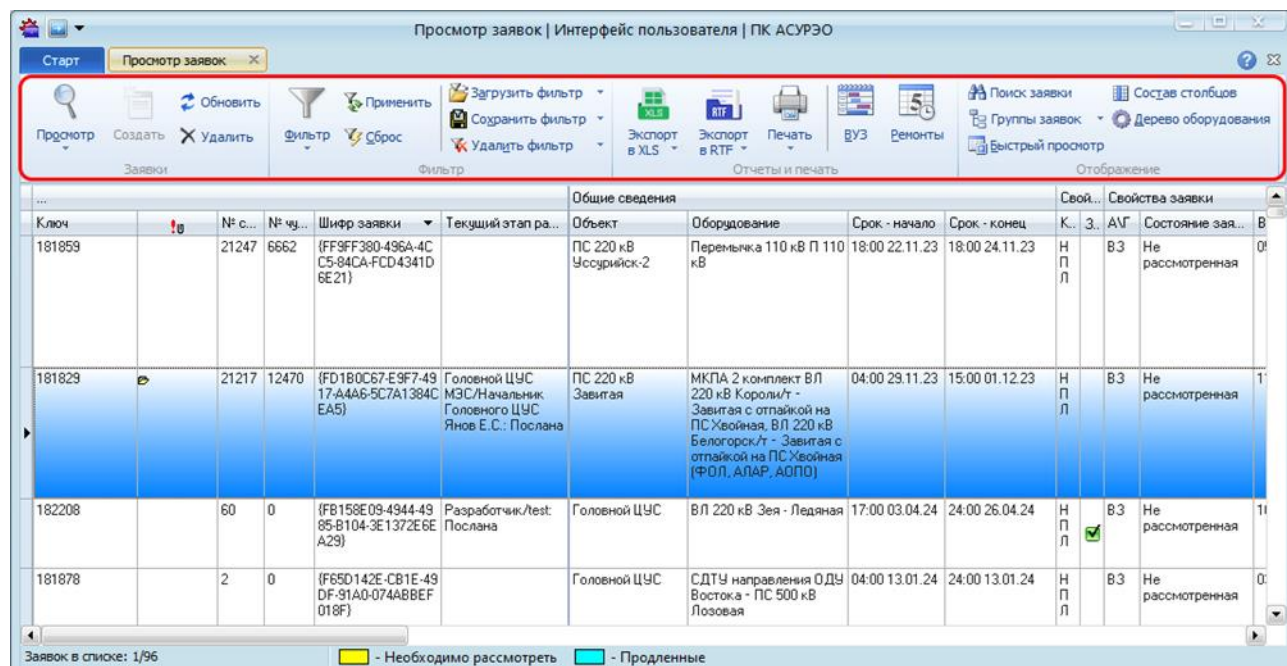 Просмотр заявок | Интерфейс пользователя | ПК АСУРЭО
Старт Просмотр заявок
Просмотр Создать Обновить Удалить
Заявки
Фильтр Применить Сброс Загрузить фильтр Сохранить фильтр Удалить фильтр
Фильтр
Экспорт в XLS Экспорт в RTF Печать ВУЗ Ремонты
Отчеты и печать
Поиск заявки Группы заявок Быстрый просмотр Состав столбцов Дерево оборудования
Отображение
... Общие сведения Свой... Свойства заявки
Ключ № с... № чу... Шифр заявки Текущий этап ра... Объект Оборудование Срок - начало Срок - конец К.. З.. А\Г Состояние зая... В
181859 21247 6662 {FF9FF380-496A-4C ПС 220 кВ Перемычка 110 кВ П 110 18:00 22.11.23 18:00 24.11.23 Н ВЗ Не
C5-84CA-FCD4341D Уссурийск-2 кВ П рассмотренная
6E21} Л
181829 21217 12470 {FD1B0C67-E9F7-49 Головной ЦУС ПС 220 кВ МКПА 2 комплект ВЛ 04:00 29.11.23 15:00 01.12.23 Н ВЗ Не
17-A4A6-5C7A1384C МЭС/Начальник Завитая 220 кВ Короли/т - П рассмотренная
EA5} Головного ЦУС Завитая с отпайкой на Л
Янов Е.С.: Послана ПС Хвойная, ВЛ 220 кВ
Белогорск/т - Завитая с
отпайкой на ПС Хвойная
(ФОЛ, АЛАР, АОПО)
182208 60 0 {FB158E09-4944-49 Разработчик/test: Головной ЦУС ВЛ 220 кВ Зея - Ледяная 17:00 03.04.24 24:00 26.04.24 Н ВЗ Не
85-B104-3E1372E6E Послана П рассмотренная
A29} Л
181878 2 0 {F65D142E-CB1E-49 Головной ЦУС СДТУ направления ОДУ 04:00 13.01.24 24:00 13.01.24 Н ВЗ Не
DF-91A0-074ABBEF Востока - ПС 500 кВ П рассмотренная
018F} Лозовая Л
Заявок в списке: 1/96 - Необходимо рассмотреть - Продленные